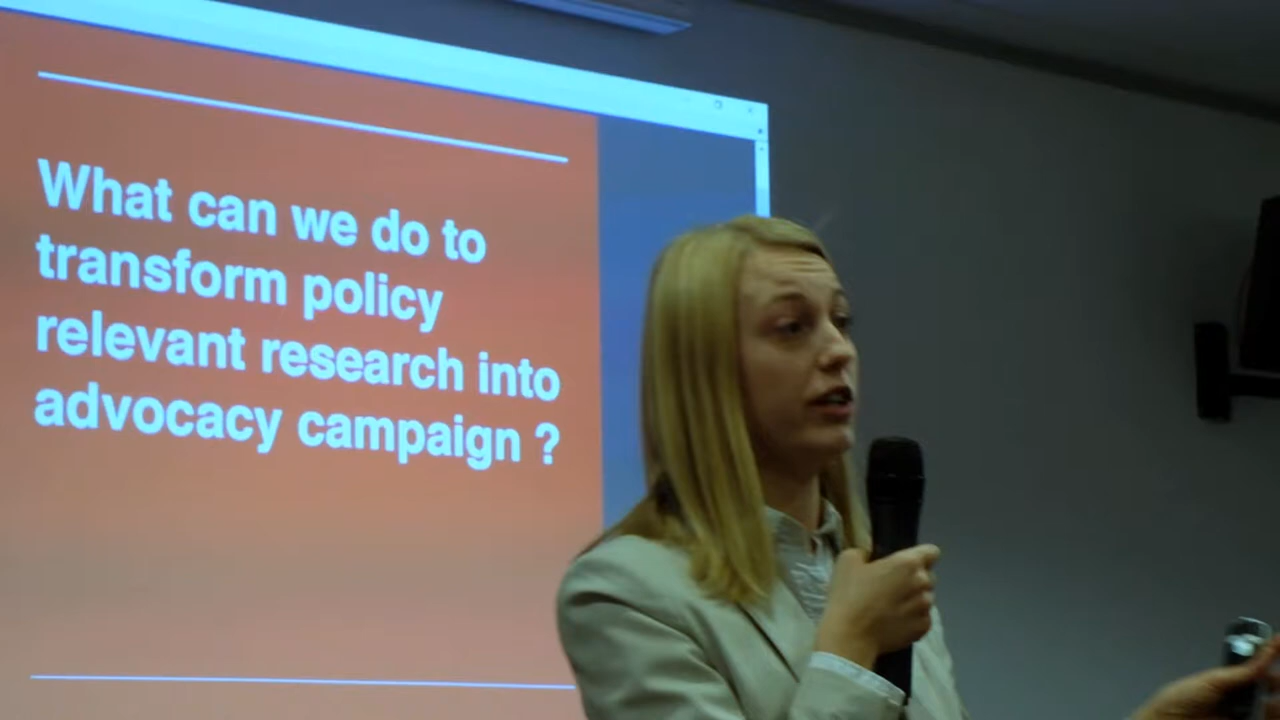 What can we do to
transform policy
relevant research into
advocacy campaign ?